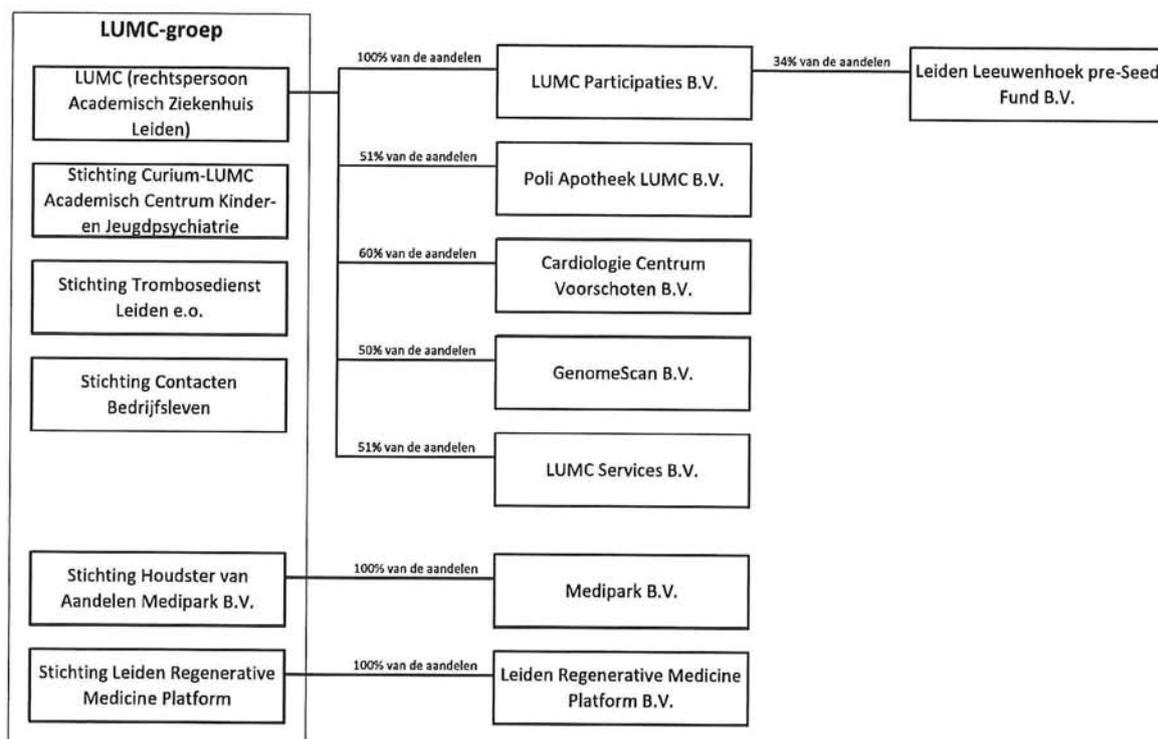 LUMC-groep
LUMC (rechtspersoon
Academisch Ziekenhuis
Leiden)
100% van de aandelen
LUMC Participaties B.V.
34% van de aandelen
Leiden Leeuwenhoek pre-Seed
Fund B.V.
Stichting Curium-LUMC
Academisch Centrum Kinder-
en Jeugdpsychiatrie
51% van de aandelen
Poli Apotheek LUMC B.V.
Stichting Trombosedienst
Leiden e.o.
60% van de aandelen
Cardiologie Centrum
Voorschoten B.V.
Stichting Contacten
Bedrijfsleven
50% van de aandelen
GenomeScan B.V.
51% van de aandelen
LUMC Services B.V.
Stichting Houdster van
Aandelen Medipark B.V.
100% van de aandelen
Medipark B.V.
Stichting Leiden Regenerative
Medicine Platform
100% van de aandelen
Leiden Regenerative Medicine
Platform B.V.